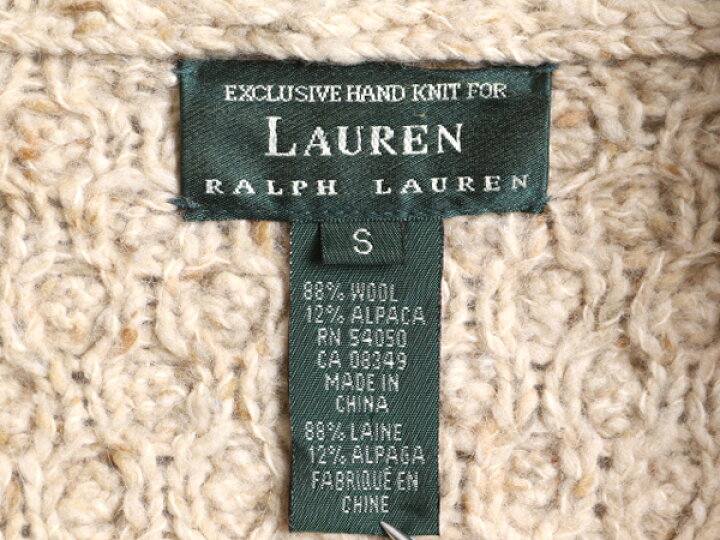 EXCLUSIVE HAND KNIT FOR
LAUREN
RALPH LAUREN
S
88% WOOL
12% ALPACA
RN 54050
CA 08349
MADE IN
CHINA
88% LAINE
12% ALPAGA
FABRIQUÉ EN
CHINE